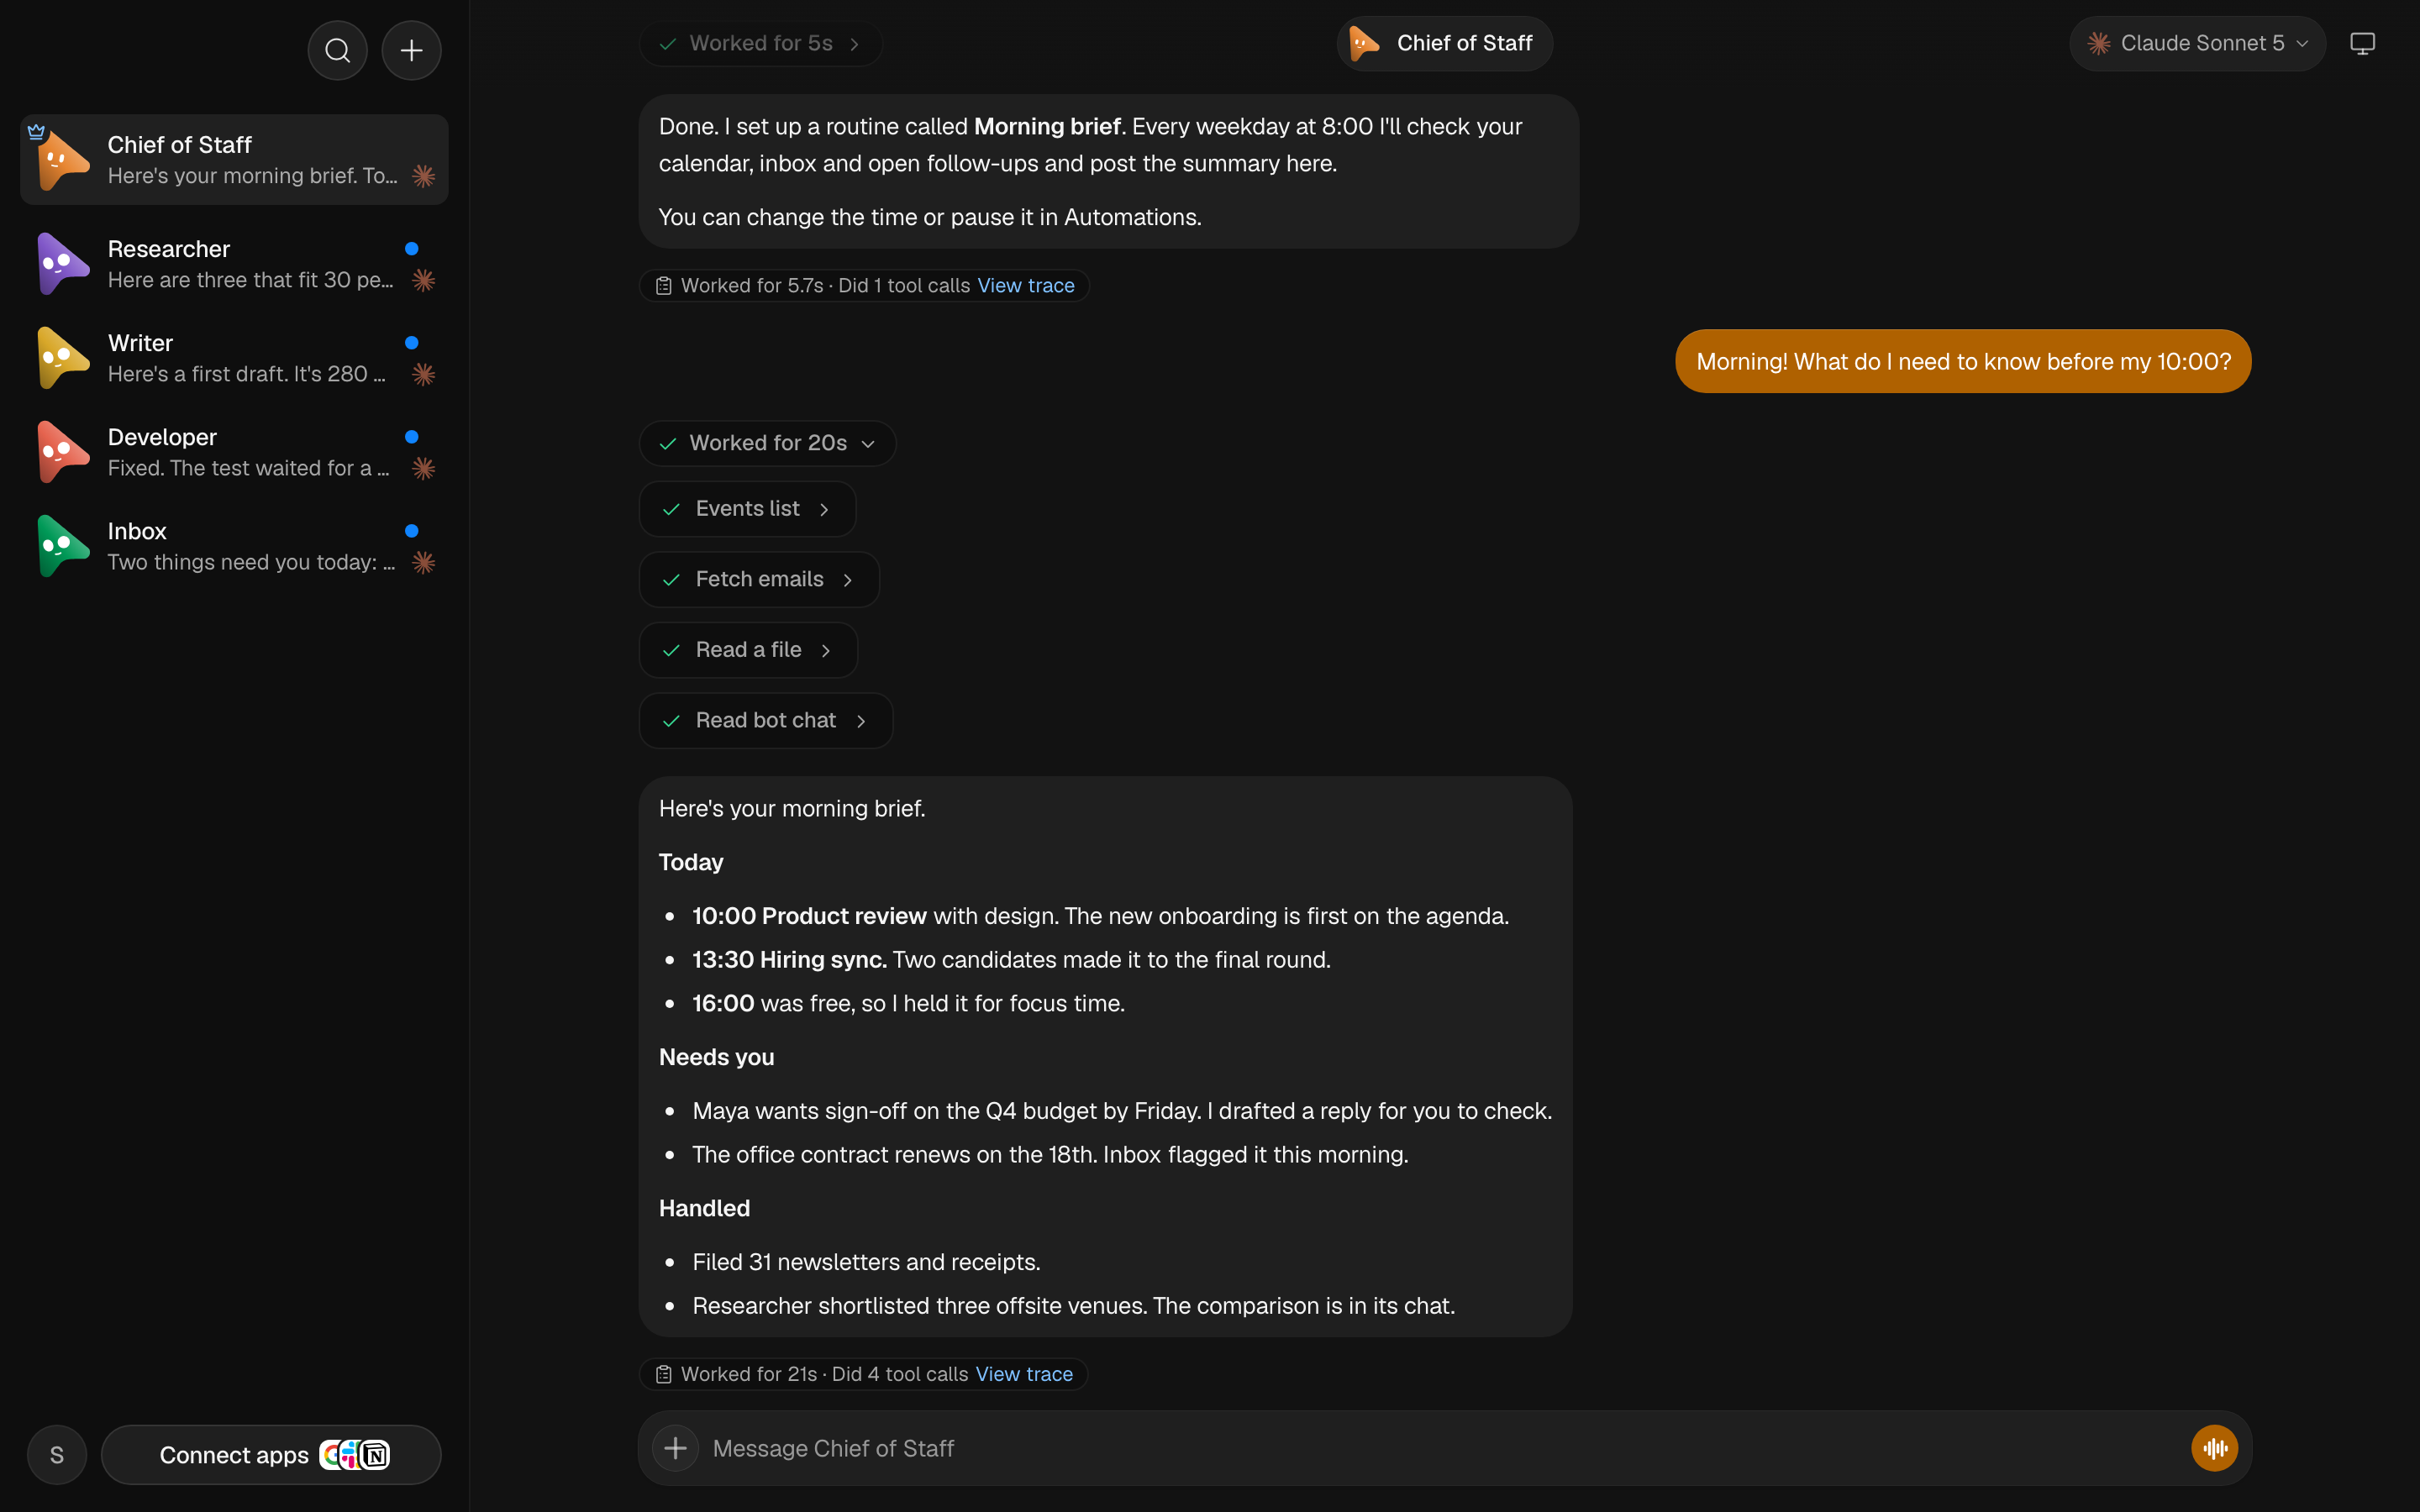 Chief of Staff
Here's your morning brief. To...
Researcher
Here are three that fit 30 pe...
Writer
Here's a first draft. It's 280 ...
Developer
Fixed. The test waited for a ...
Inbox
Two things need you today: ...
S
Connect apps
Worked for 5s
Chief of Staff
Claude Sonnet 5
Done. I set up a routine called Morning brief. Every weekday at 8:00 I'll check your
calendar, inbox and open follow-ups and post the summary here.
You can change the time or pause it in Automations.
Worked for 5.7s · Did 1 tool calls View trace
Morning! What do I need to know before my 10:00?
Worked for 20s
Events list
Fetch emails
Read a file
Read bot chat
Here's your morning brief.
Today
• 10:00 Product review with design. The new onboarding is first on the agenda.
• 13:30 Hiring sync. Two candidates made it to the final round.
• 16:00 was free, so I held it for focus time.
Needs you
• Maya wants sign-off on the Q4 budget by Friday. I drafted a reply for you to check.
• The office contract renews on the 18th. Inbox flagged it this morning.
Handled
• Filed 31 newsletters and receipts.
• Researcher shortlisted three offsite venues. The comparison is in its chat.
Worked for 21s · Did 4 tool calls View trace
Message Chief of Staff